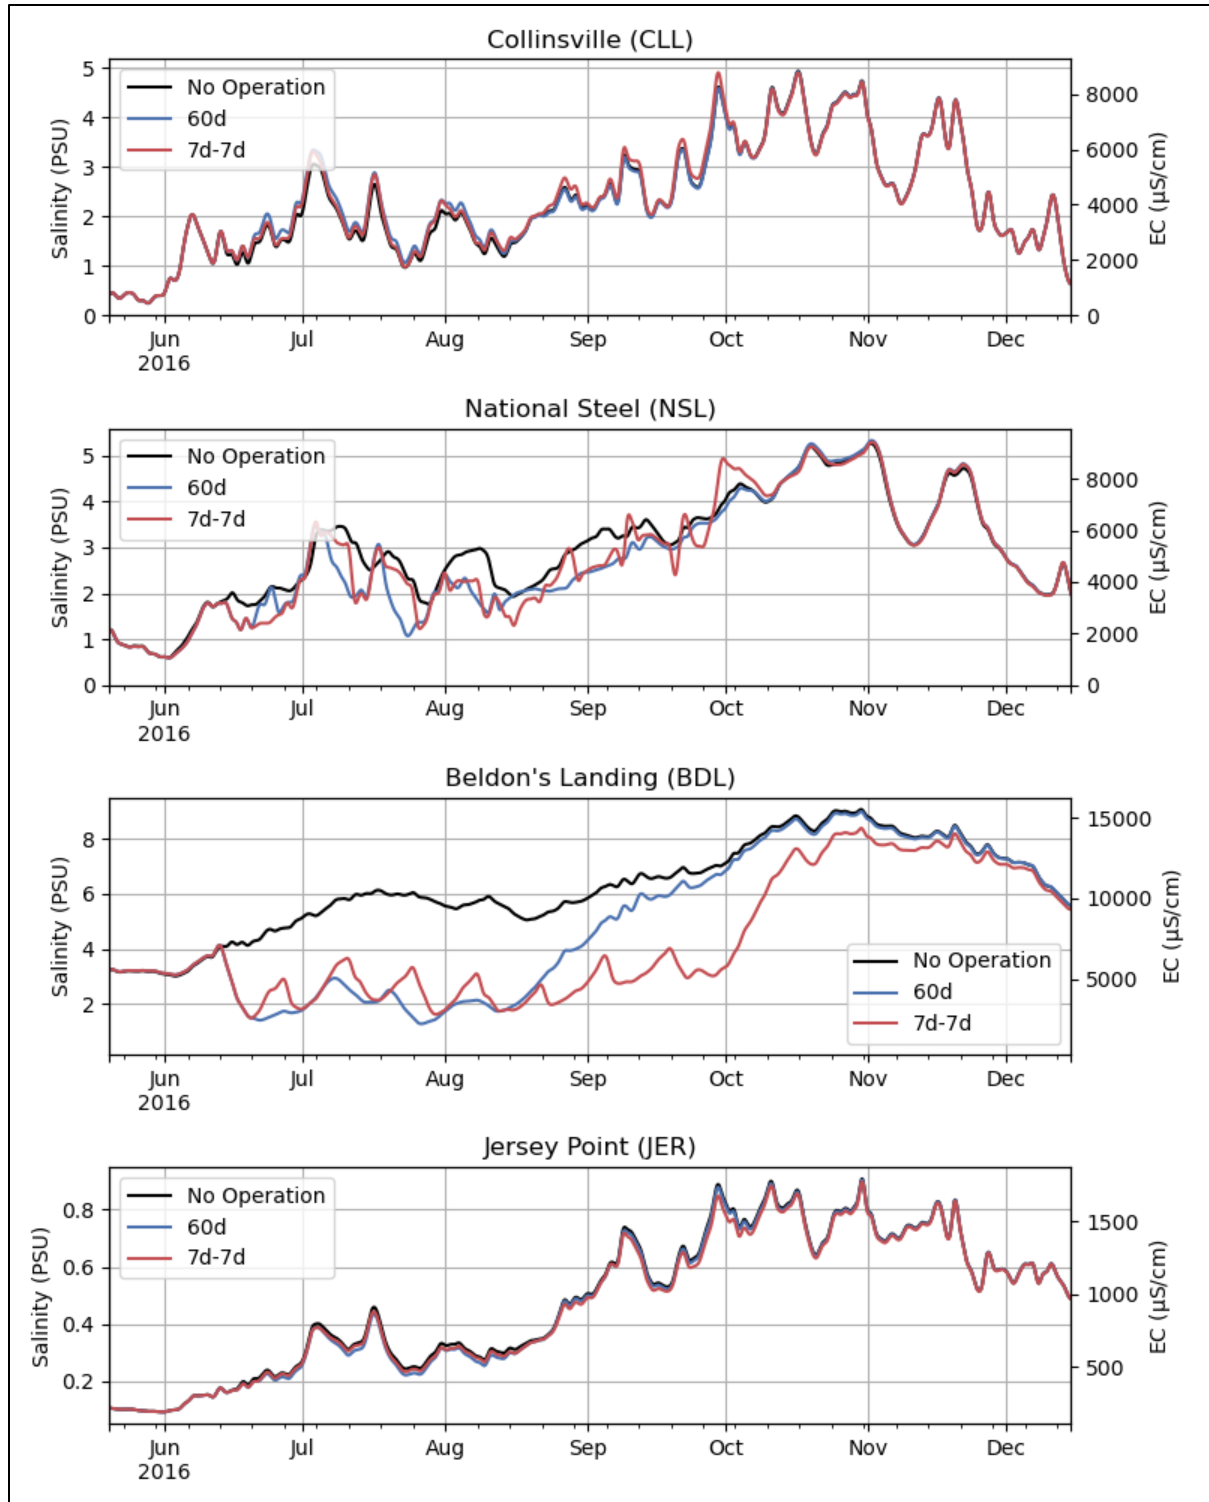 Collinsville (CLL)
5
4
3
2
1
0
Salinity (PSU)
No Operation
60d
7d-7d
8000
6000
4000
2000
0
EC (µS/cm)
Jun
2016
Jul
Aug
Sep
Oct
Nov
Dec
National Steel (NSL)
5
4
3
2
1
0
Salinity (PSU)
No Operation
60d
7d-7d
8000
6000
4000
2000
0
EC (µS/cm)
Jun
2016
Jul
Aug
Sep
Oct
Nov
Dec
Beldon's Landing (BDL)
8
6
4
2
Salinity (PSU)
No Operation
60d
7d-7d
15000
10000
5000
EC (µS/cm)
Jun
2016
Jul
Aug
Sep
Oct
Nov
Dec
Jersey Point (JER)
0.8
0.6
0.4
0.2
Salinity (PSU)
No Operation
60d
7d-7d
1500
1000
500
EC (µS/cm)
Jun
2016
Jul
Aug
Sep
Oct
Nov
Dec